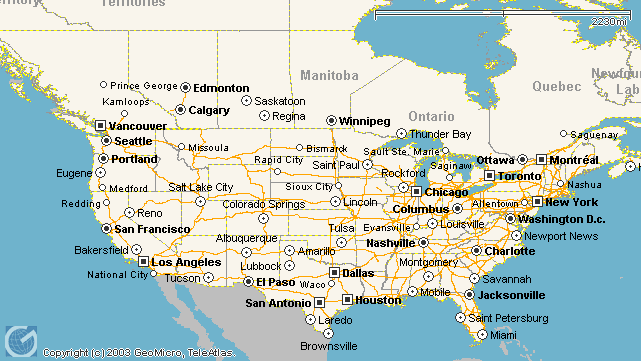 Territories
Territories
2230mi
Manitoba
Quebec
Newfou
Lab
Ontario
Prince George
Edmonton
Kamloops
Saskatoon
Calgary
Regina
Vancouver
Winnipeg
Thunder Bay
Saguenay
Seattle
Missoula
Bismarck
Sault Ste. Marie
Portland
Rapid City
Saint Paul
Saginaw
Ottawa
Montréal
Eugene
Medford
Salt Lake City
Sioux City
Rockford
Chicago
Toronto
Nashua
Redding
Reno
Colorado Springs
Lincoln
Columbus
Allentown
New York
San Francisco
Tulsa
Evansville
Louisville
Washington D.c.
Bakersfield
Albuquerque
Amarillo
Nashville
Newport News
Charlotte
Los Angeles
Lubbock
Montgomery
National City
Tucson
El Paso
Dallas
Waco
Savannah
San Antonio
Houston
Mobile
Jacksonville
Laredo
Saint Petersburg
Brownsville
Miami
H
Copyright (c) 2003 GeoMicro, TeleAtlas.